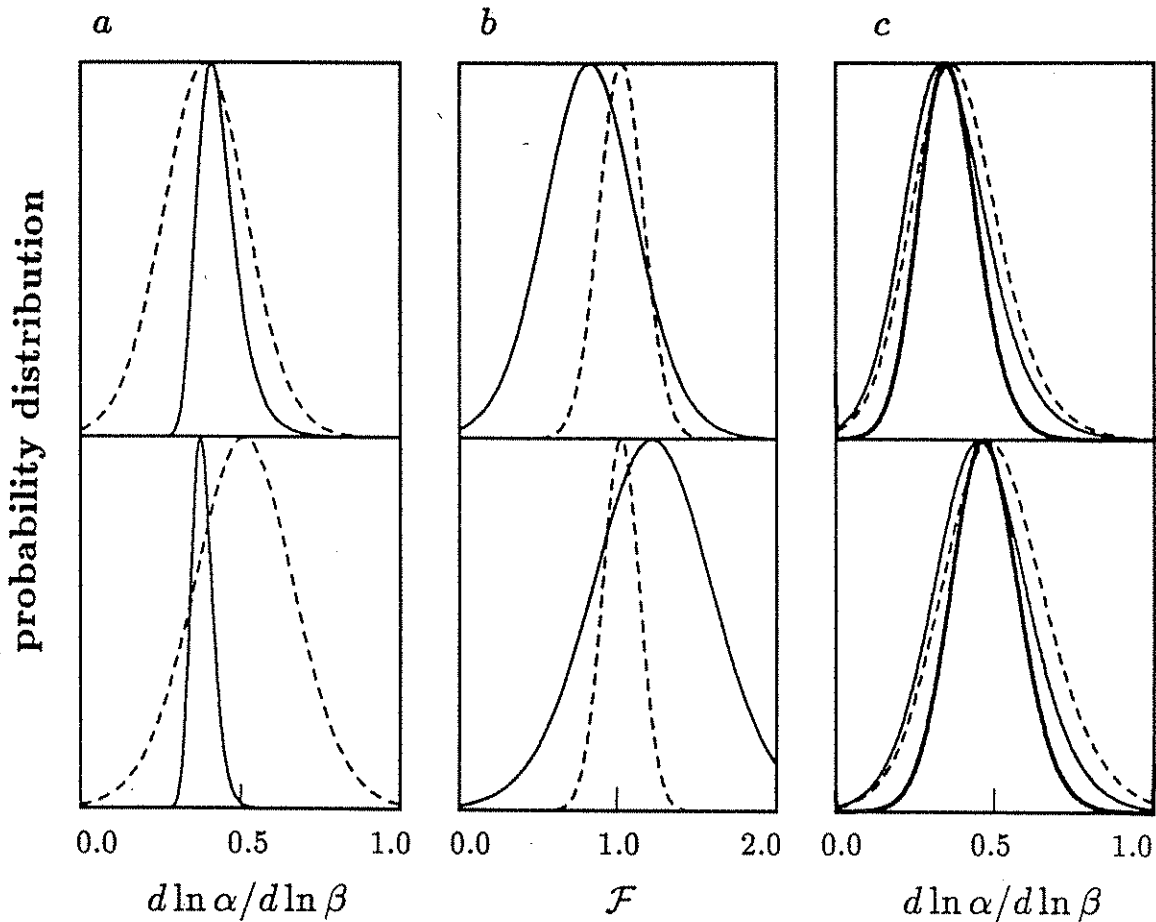 a b c
probability distribution
0.0 0.5 1.0 0.0 1.0 2.0 0.0 0.5 1.0
d ln α/d ln β F d ln α/d ln β